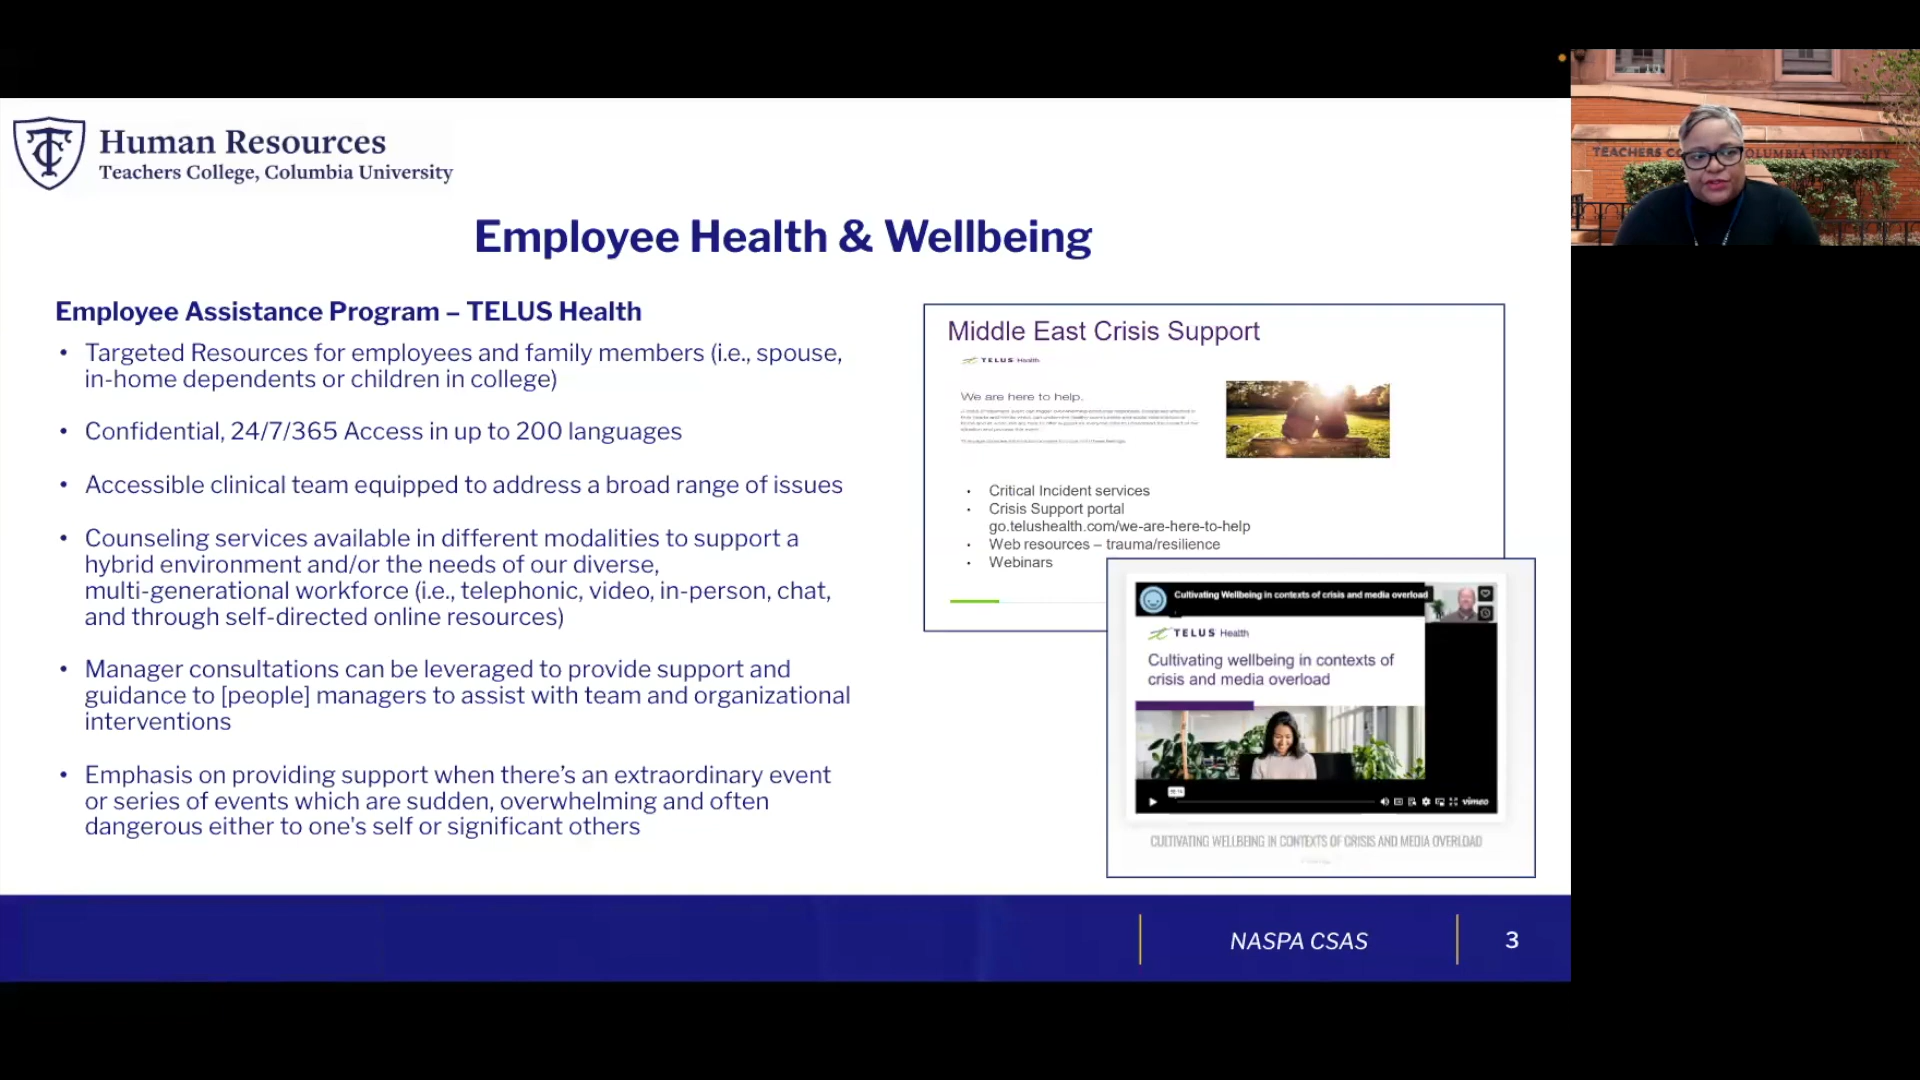 Human Resources
Teachers College, Columbia University
Employee Health & Wellbeing
Employee Assistance Program – TELUS Health
• Targeted Resources for employees and family members (i.e., spouse,
in-home dependents or children in college)
• Confidential, 24/7/365 Access in up to 200 languages
• Accessible clinical team equipped to address a broad range of issues
• Counseling services available in different modalities to support a
hybrid environment and/or the needs of our diverse,
multi-generational workforce (i.e., telephonic, video, in-person, chat,
and through self-directed online resources)
• Manager consultations can be leveraged to provide support and
guidance to [people] managers to assist with team and organizational
interventions
• Emphasis on providing support when there’s an extraordinary event
or series of events which are sudden, overwhelming and often
dangerous either to one's self or significant others
Middle East Crisis Support
TELUS Health
We are here to help.
• Critical Incident services
• Crisis Support portal
go.telushealth.com/we-are-here-to-help
• Web resources – trauma/resilience
• Webinars
Cultivating Wellbeing in contexts of crisis and media overload
TELUS Health
Cultivating wellbeing in contexts of
crisis and media overload
vimeo
CULTIVATING WELLBEING IN CONTEXTS OF CRISIS AND MEDIA OVERLOAD
NASPA CSAS
3
TEACHERS COLUMBIA UNIVERSITY